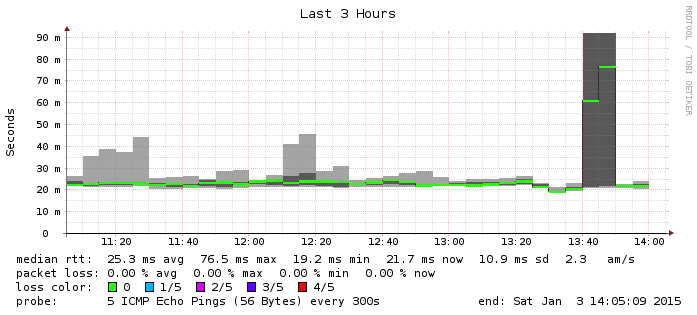 Last 3 Hours
RRDTOOL / TOBI OETIKER
Seconds
90 m
80 m
70 m
60 m
50 m
40 m
30 m
20 m
10 m
0
11:20 11:40 12:00 12:20 12:40 13:00 13:20 13:40 14:00
median rtt: 25.3 ms avg 76.5 ms max 19.2 ms min 21.7 ms now 10.9 ms sd 2.3 am/s
packet loss: 0.00 % avg 0.00 % max 0.00 % min 0.00 % now
loss color: 0 1/5 2/5 3/5 4/5
probe: 5 ICMP Echo Pings (56 Bytes) every 300s end: Sat Jan 3 14:05:09 2015